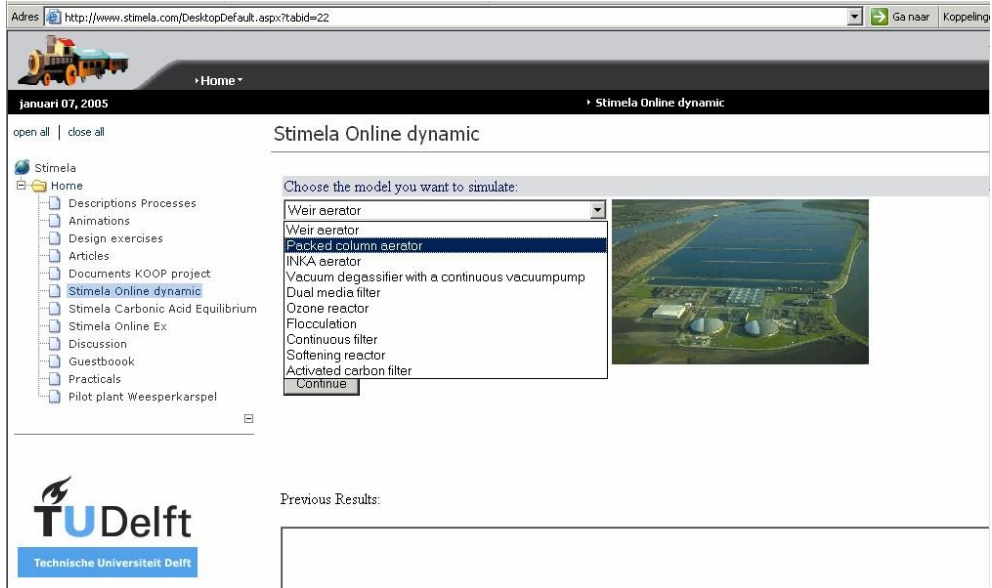 Adres http://www.stimela.com/DesktopDefault.aspx?tabid=22 Ga naar Koppeling
Home
januari 07, 2005 Stimela Online dynamic
open all | close all
Stimela Online dynamic
Stimela
Home
Descriptions Processes
Animations
Design exercises
Articles
Documents KOOP project
Stimela Online dynamic
Stimela Carbonic Acid Equilibrium
Stimela Online Ex
Discussion
Guestboook
Practicals
Pilot plant Weesperkarspel
Choose the model you want to simulate:
Weir aerator
Weir aerator
Packed column aerator
INKA aerator
Vacuum degassifier with a continuous vacuumpump
Dual media filter
Ozone reactor
Flocculation
Continuous filter
Softening reactor
Activated carbon filter
Continue
Previous Results:
TU Delft
Technische Universiteit Delft